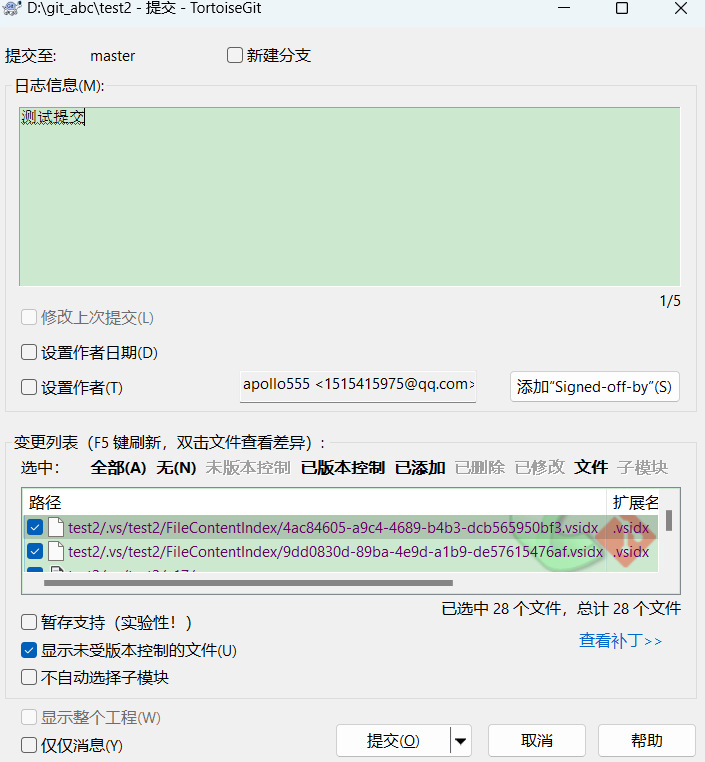 D:\git_abc\test2 - 提交 - TortoiseGit
提交至: master 新建分支
日志信息(M):
测试提交
1/5
修改上次提交(L)
设置作者日期(D)
设置作者(T) apollo555 <1515415975@qq.com> 添加“Signed-off-by”(S)
变更列表（F5 键刷新，双击文件查看差异）:
选中: 全部(A) 无(N) 未版本控制 已版本控制 已添加 已删除 已修改 文件 子模块
路径 扩展名
test2/.vs/test2/FileContentIndex/4ac84605-a9c4-4689-b4b3-dcb565950bf3.vsidx .vsidx
test2/.vs/test2/FileContentIndex/9dd0830d-89ba-4e9d-a1b9-de57615476af.vsidx .vsidx
已选中 28 个文件，总计 28 个文件
暂存支持（实验性！）
查看补丁>>
显示未受版本控制的文件(U)
不自动选择子模块
显示整个工程(W)
仅仅消息(Y)
提交(O) 取消 帮助